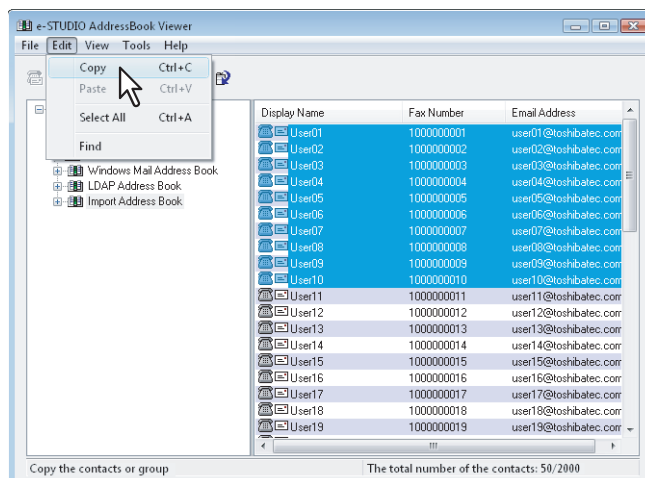 e-STUDIO AddressBook Viewer
File Edit View Tools Help
Copy Ctrl+C
Paste Ctrl+V
Select All Ctrl+A
Find
Windows Mail Address Book
LDAP Address Book
Import Address Book
Display Name Fax Number Email Address
User01 1000000001 user01@toshibatec.com
User02 1000000002 user02@toshibatec.com
User03 1000000003 user03@toshibatec.com
User04 1000000004 user04@toshibatec.com
User05 1000000005 user05@toshibatec.com
User06 1000000006 user06@toshibatec.com
User07 1000000007 user07@toshibatec.com
User08 1000000008 user08@toshibatec.com
User09 1000000009 user09@toshibatec.com
User10 1000000010 user10@toshibatec.com
User11 1000000011 user11@toshibatec.com
User12 1000000012 user12@toshibatec.com
User13 1000000013 user13@toshibatec.com
User14 1000000014 user14@toshibatec.com
User15 1000000015 user15@toshibatec.com
User16 1000000016 user16@toshibatec.com
User17 1000000017 user17@toshibatec.com
User18 1000000018 user18@toshibatec.com
User19 1000000019 user19@toshibatec.com
Copy the contacts or group The total number of the contacts: 50/2000